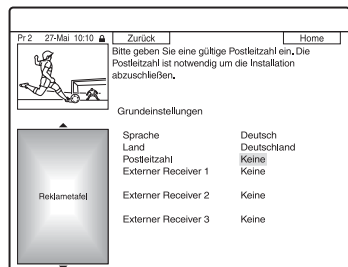 Pr 2 27-Mai 10:10 Zurück Home
Bitte geben Sie eine gültige Postleitzahl ein. Die
Postleitzahl ist notwendig um die Installation
abzuschließen.
Grundeinstellungen
Sprache Deutsch
Land Deutschland
Postleitzahl Keine
Externer Receiver 1 Keine
Externer Receiver 2 Keine
Externer Receiver 3 Keine
Reklametafel